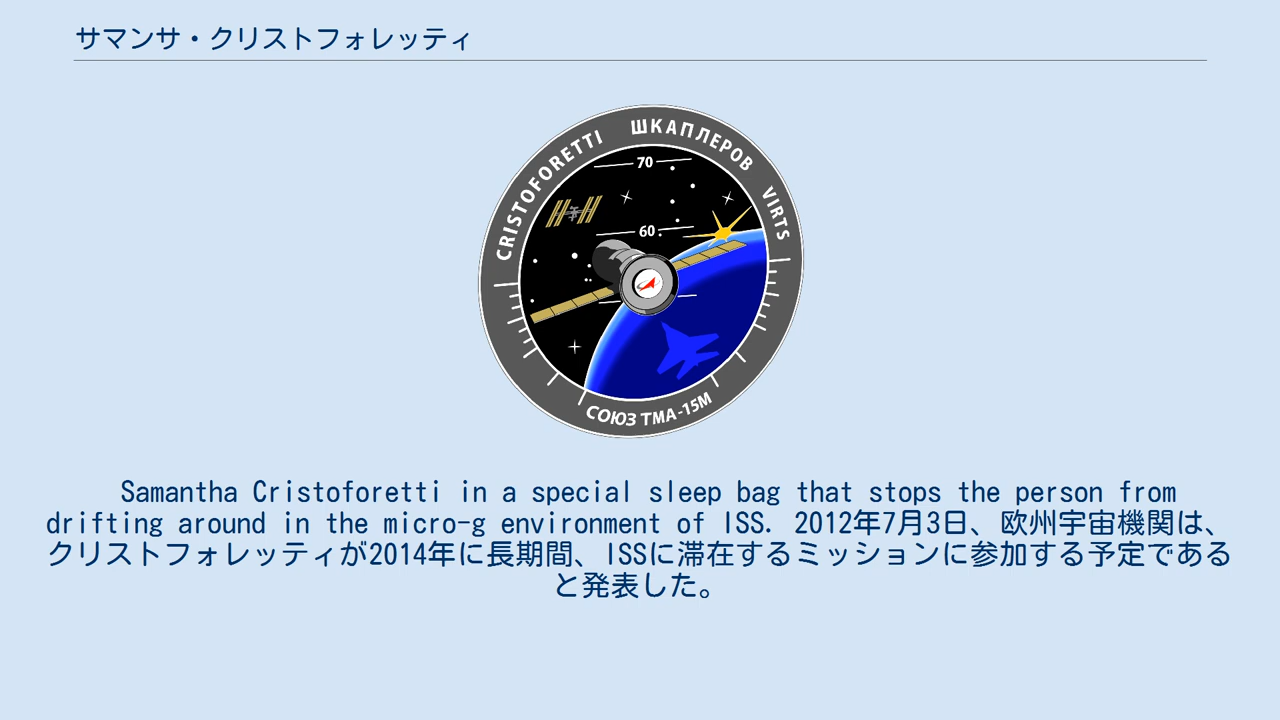 サマンサ・クリストフォレッティ
CRISTOFORETTI ШКАПЛЕРОВ VIRTS
70
60
СОЮЗ ТМА-15М
Samantha Cristoforetti in a special sleep bag that stops the person from
drifting around in the micro-g environment of ISS. 2012年7月3日、欧州宇宙機関は、
クリストフォレッティが2014年に長期間、ISSに滞在するミッションに参加する予定である
と発表した。